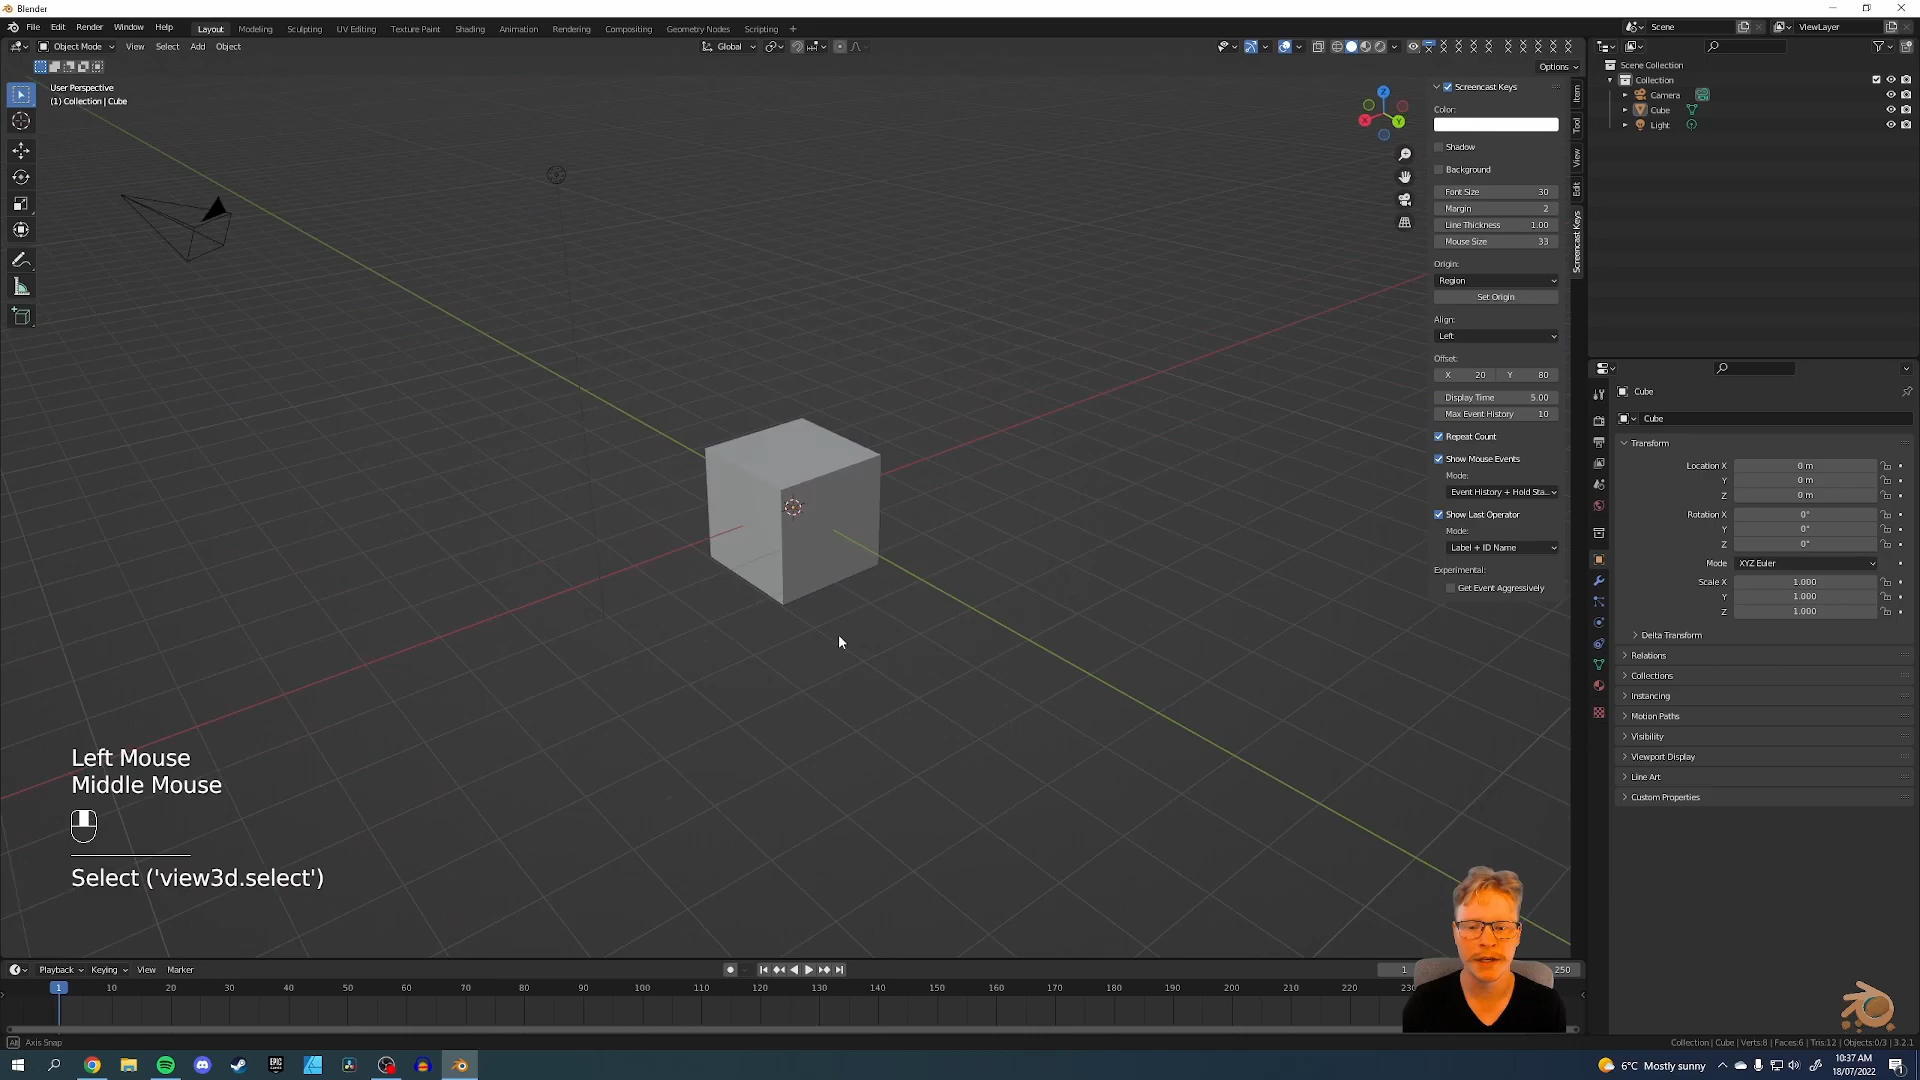 Blender
File Edit Render Window Help Layout Modeling Sculpting UV Editing Texture Paint Shading Animation Rendering Compositing Geometry Nodes Scripting + Scene ViewLayer
Object Mode View Select Add Object Global
Options
User Perspective
(1) Collection | Cube
Z
X
Y
Screencast Keys
Color:
Shadow
Background
Font Size 30
Margin 2
Line Thickness 1.00
Mouse Size 33
Origin:
Region
Set Origin
Align:
Left
Offset:
X 20 Y 80
Display Time 5.00
Max Event History 10
Repeat Count
Show Mouse Events
Mode:
Event History + Hold Sta...
Show Last Operator
Mode:
Label + ID Name
Experimental:
Get Event Aggressively
Item
Tool
View
Edit
Screencast Keys
Scene Collection
Collection
Camera
Cube
Light
Cube
Cube
Transform
Location X 0 m
Y 0 m
Z 0 m
Rotation X 0°
Y 0°
Z 0°
Mode XYZ Euler
Scale X 1.000
Y 1.000
Z 1.000
Delta Transform
Relations
Collections
Instancing
Motion Paths
Visibility
Viewport Display
Line Art
Custom Properties
Left Mouse
Middle Mouse
Select ('view3d.select')
Playback Keying View Marker 1 250
1 10 20 30 40 50 60 70 80 90 100 110 120 130 140 150 160 170 180 190 200 210 220
Axis Snap
Collection | Cube | Verts:8 | Faces:6 | Tris:12 | Objects:0/3 | 3.2.1
EPIC
6°C Mostly sunny
10:37 AM
18/07/2022